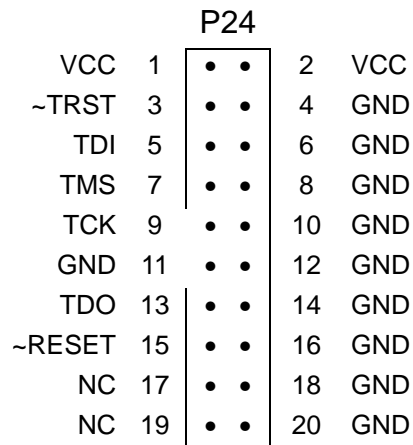 P24
VCC 1 2 VCC
~TRST 3 4 GND
TDI 5 6 GND
TMS 7 8 GND
TCK 9 10 GND
GND 11 12 GND
TDO 13 14 GND
~RESET 15 16 GND
NC 17 18 GND
NC 19 20 GND